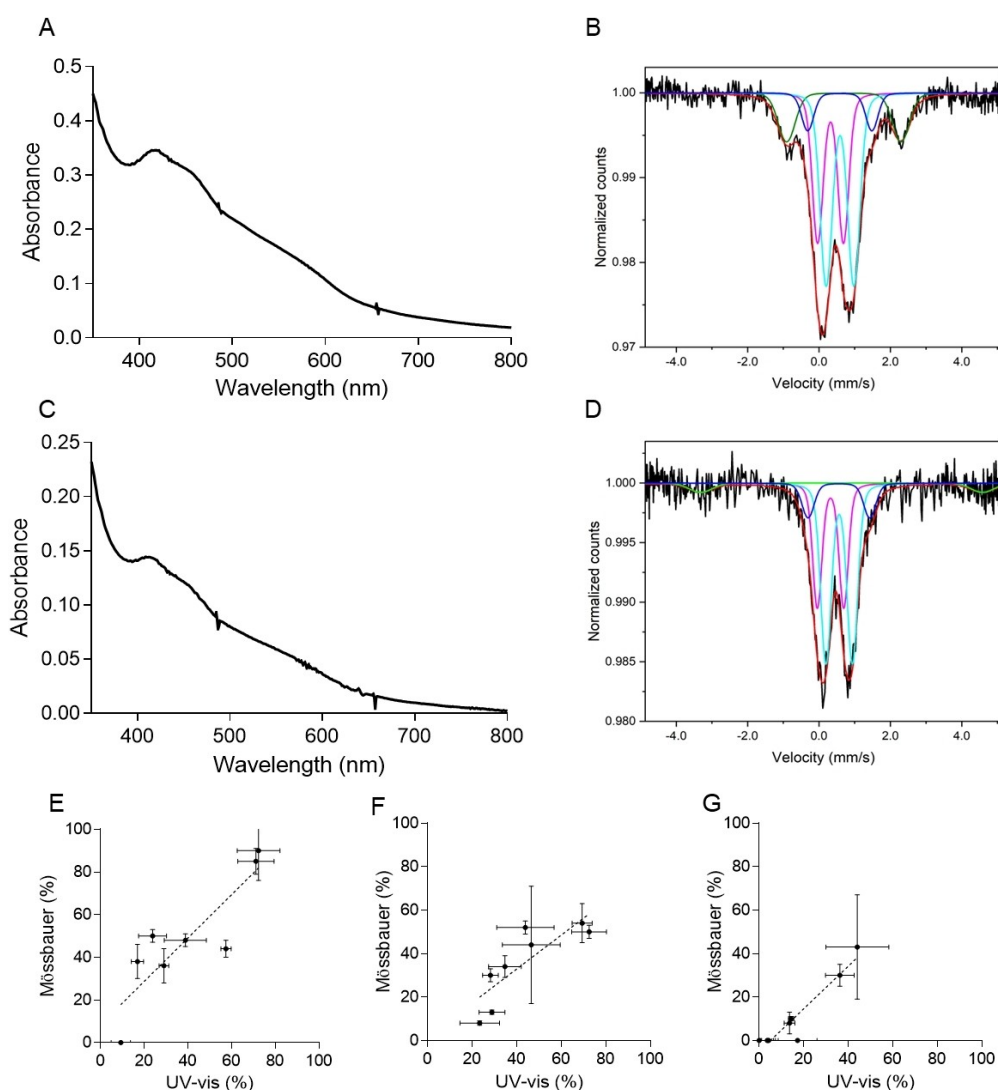 A
0.5
0.4
0.3
0.2
0.1
0.0
Absorbance
400 500 600 700 800
Wavelength (nm)
B
1.00
0.99
0.98
0.97
Normalized counts
-4.0 -2.0 0.0 2.0 4.0
Velocity (mm/s)
C
0.25
0.20
0.15
0.10
0.05
0.00
Absorbance
400 500 600 700 800
Wavelength (nm)
D
1.000
0.995
0.990
0.985
0.980
Normalized counts
-4.0 -2.0 0.0 2.0 4.0
Velocity (mm/s)
E
100
80
60
40
20
0
Mössbauer (%)
0 20 40 60 80 100
UV-vis (%)
F
100
80
60
40
20
0
Mössbauer (%)
0 20 40 60 80 100
UV-vis (%)
G
100
80
60
40
20
0
Mössbauer (%)
0 20 40 60 80 100
UV-vis (%)